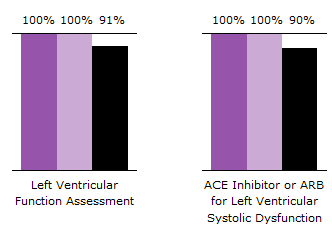 100% 100% 91%
100% 100% 90%
Left Ventricular
Function Assessment
ACE Inhibitor or ARB
for Left Ventricular
Systolic Dysfunction